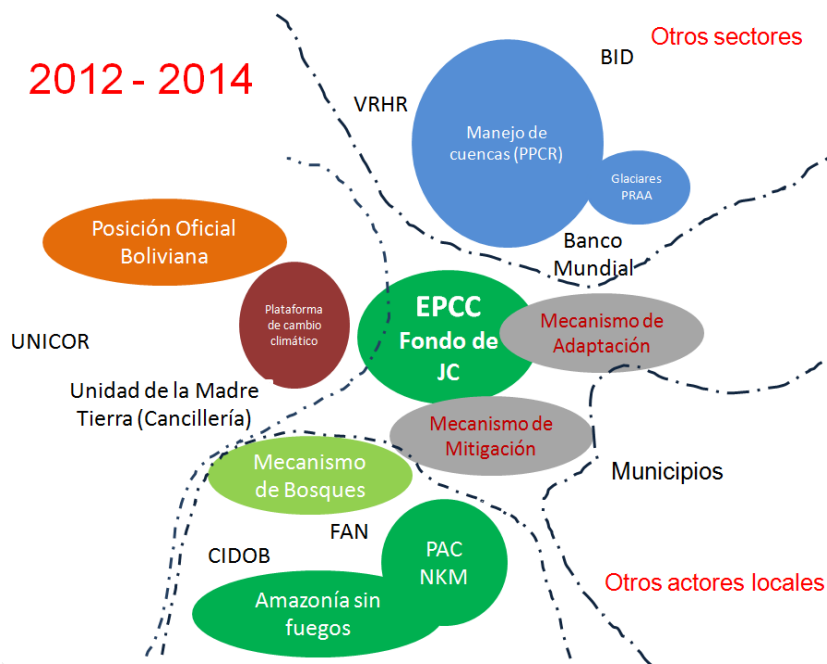 2012 - 2014
Otros sectores
BID
VRHR
Manejo de
cuencas (PPCR)
Glaciares
PRAA
Banco
Mundial
Posición Oficial
Boliviana
Plataforma
de cambio
climático
UNICOR
EPCC
Fondo de
JC
Mecanismo de
Adaptación
Unidad de la Madre
Tierra (Cancillería)
Mecanismo de
Mitigación
Mecanismo
de Bosques
Municipios
FAN
CIDOB
PAC
NKM
Amazonía sin
fuegos
Otros actores locales